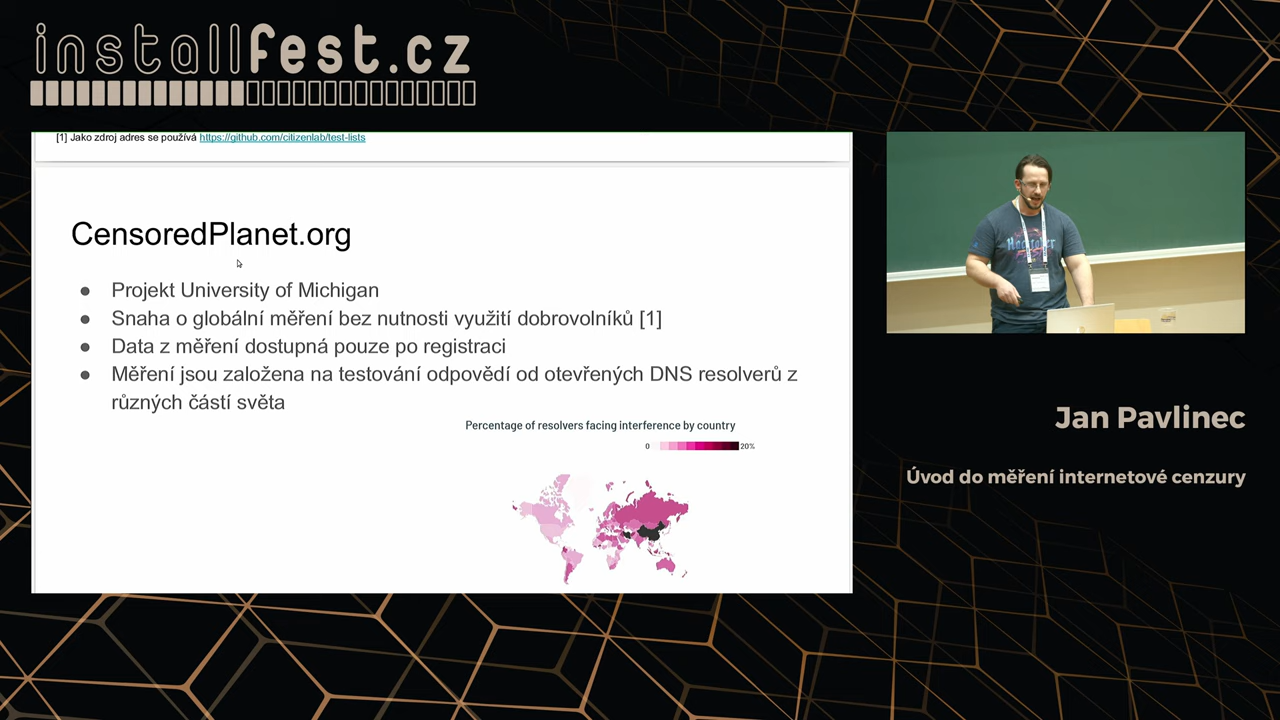 installfest.cz
[1] Jako zdroj adres se používá https://github.com/citizenlab/test-lists
CensoredPlanet.org
● Projekt University of Michigan
● Snaha o globální měření bez nutnosti využití dobrovolníků [1]
● Data z měření dostupná pouze po registraci
● Měření jsou založena na testování odpovědí od otevřených DNS resolverů z
různých částí světa
Percentage of resolvers facing interference by country
0 20%
Jan Pavlinec
Úvod do měření internetové cenzury